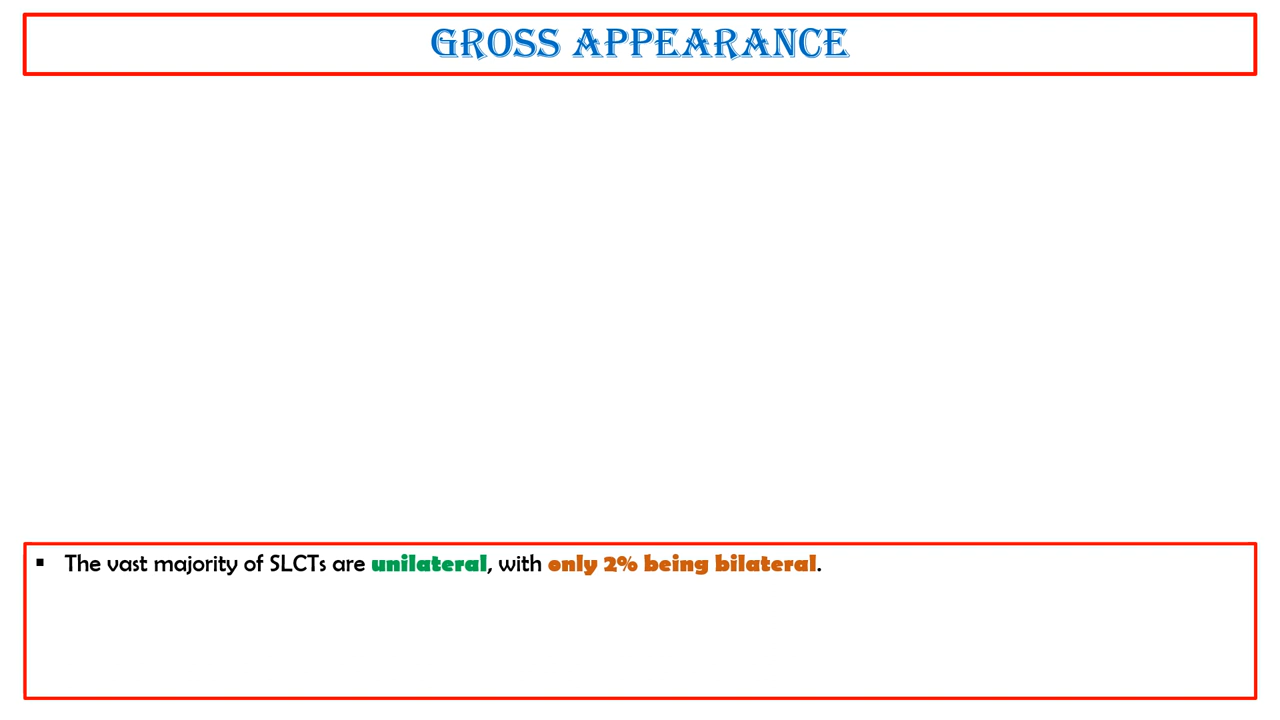 GROSS APPEARANCE
▪ The vast majority of SLCTs are unilateral, with only 2% being bilateral.